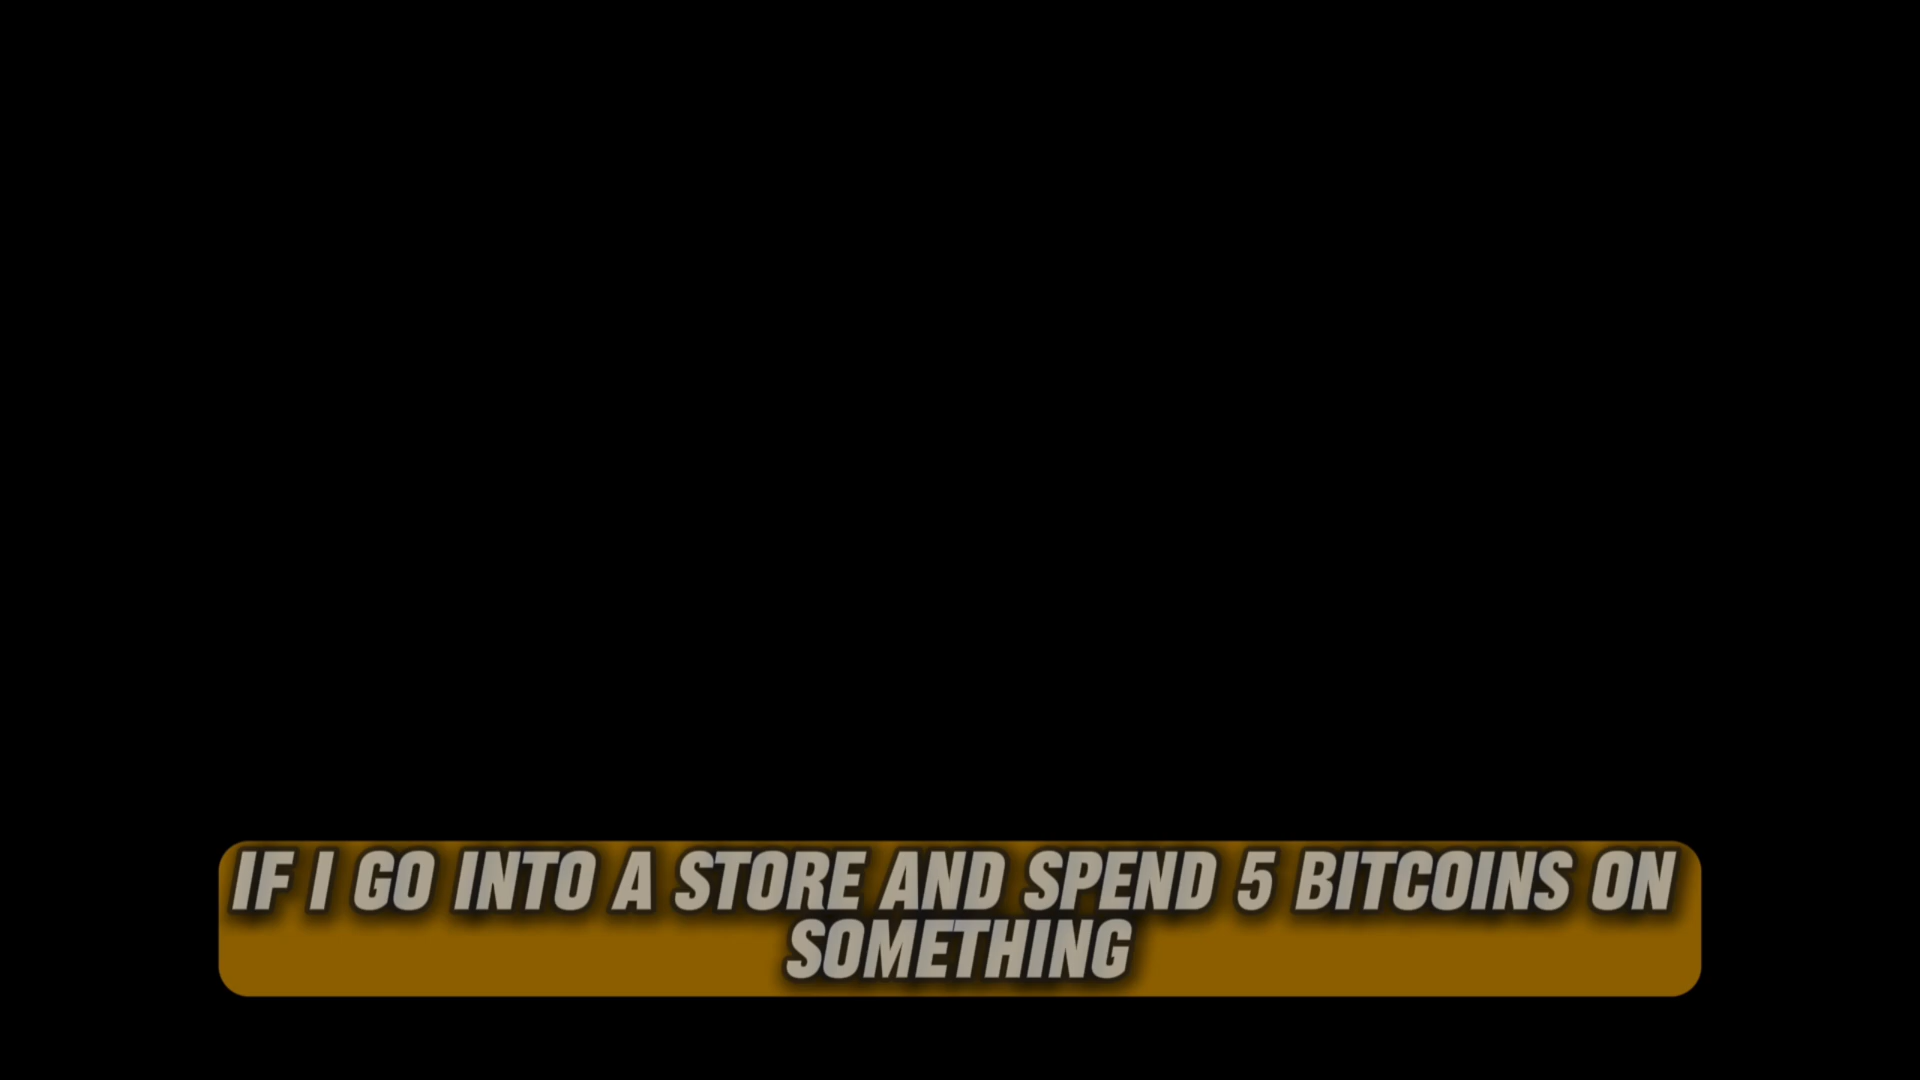 IF I GO INTO A STORE AND SPEND 5 BITCOINS ON
SOMETHING